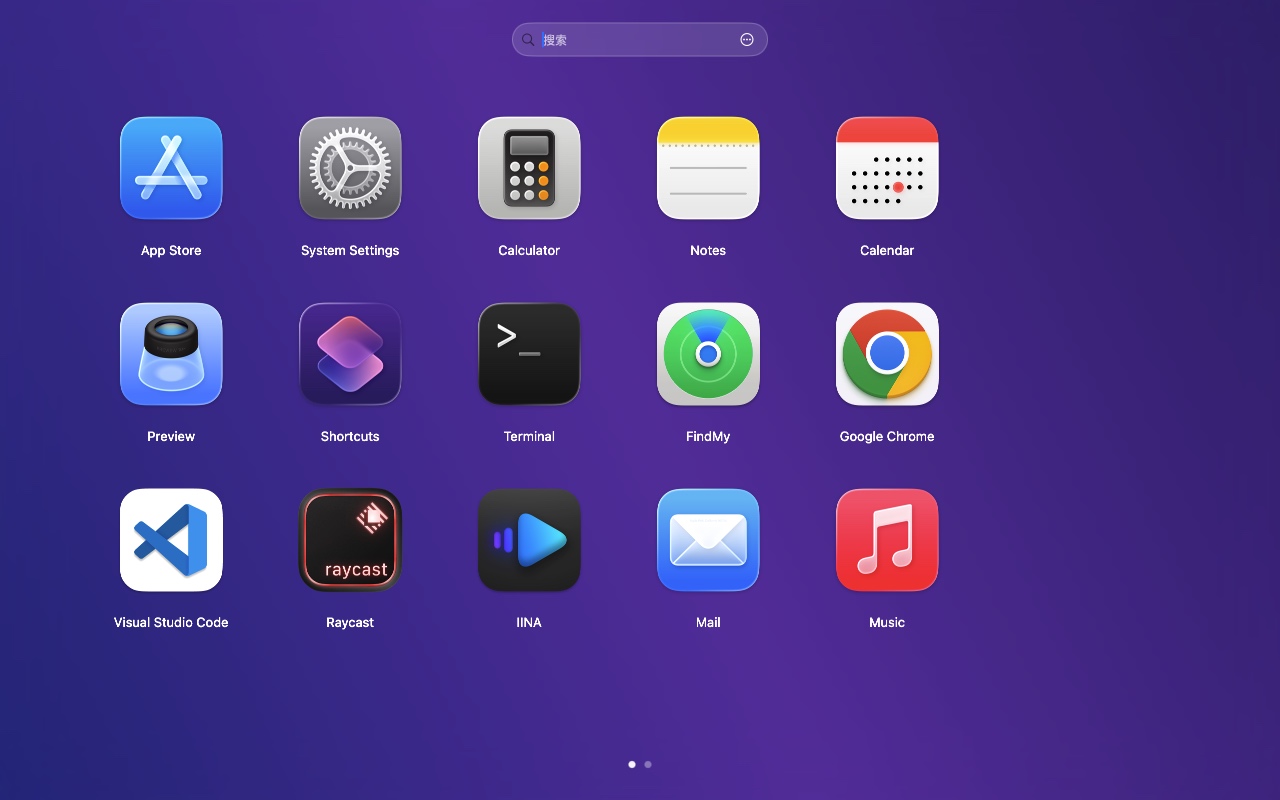 搜索
App Store
System Settings
Calculator
Notes
Calendar
Preview
Shortcuts
Terminal
FindMy
Google Chrome
raycast
Visual Studio Code
Raycast
IINA
Mail
Music